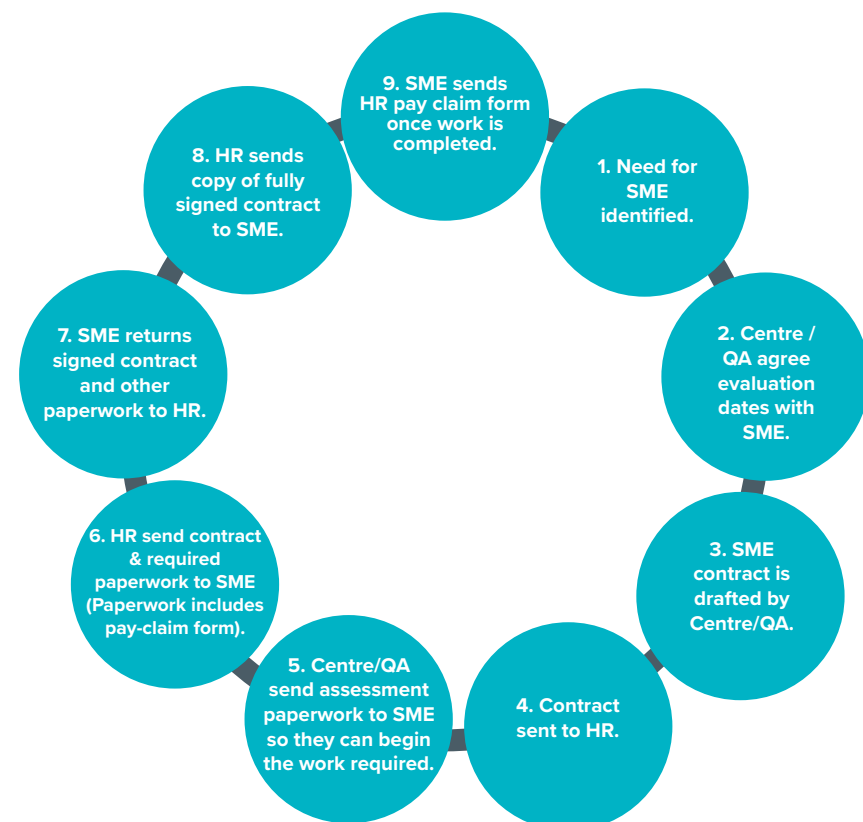 9. SME sends
HR pay claim form
once work is
completed.
1. Need for
SME
identified.
2. Centre /
QA agree
evaluation
dates with
SME.
3. SME
contract is
drafted by
Centre/QA.
4. Contract
sent to HR.
5. Centre/QA
send assessment
paperwork to SME
so they can begin
the work required.
6. HR send contract
& required
paperwork to SME
(Paperwork includes
pay-claim form).
7. SME returns
signed contract
and other
paperwork to HR.
8. HR sends
copy of fully
signed contract
to SME.